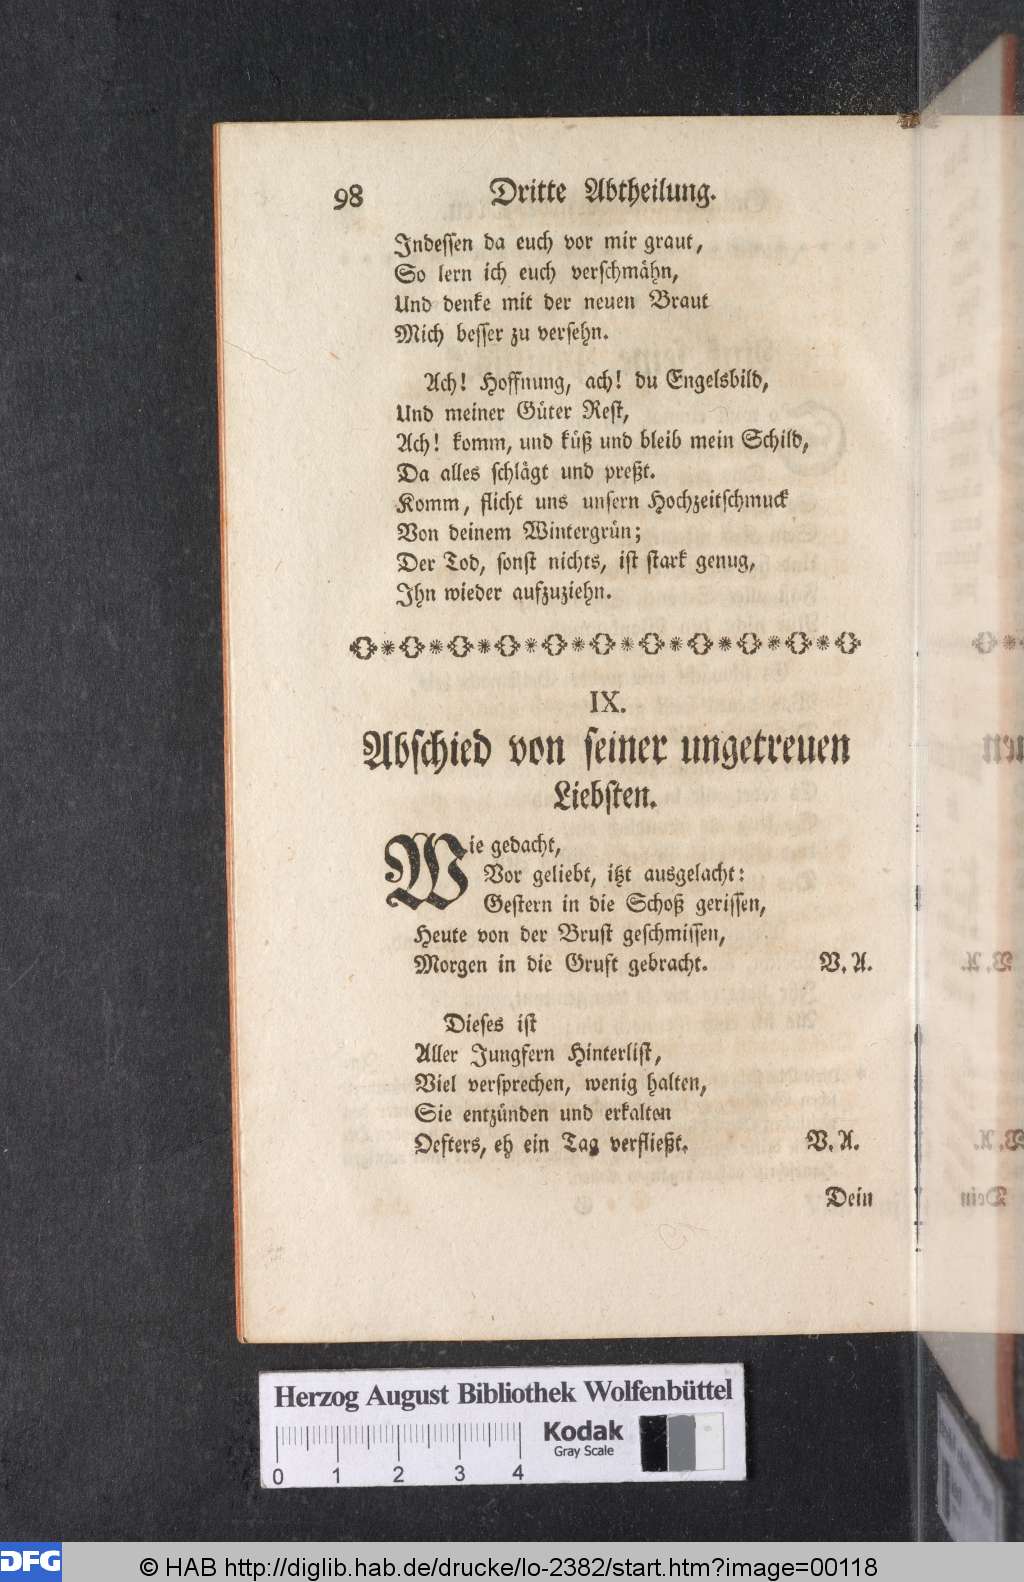 98 Dritte Abtheilung.
Indessen da euch vor mir graut,
So lern ich euch verschmähn,
Und denke mit der neuen Braut
Mich besser zu versehn.
Ach! Hoffnung, ach! du Engelsbild,
Und meiner Güter Rest,
Ach! komm, und küß und bleib mein Schild,
Da alles schlägt und preßt.
Komm, flicht uns unsern Hochzeitschmuck
Von deinem Wintergrün;
Der Tod, sonst nichts, ist stark genug,
Ihn wieder aufzuziehn.
IX.
Abschied von seiner ungetreuen
Liebsten.
Wie gedacht,
Vor geliebt, itzt ausgelacht:
Gestern in die Schoß gerissen,
Heute von der Brust geschmissen,
Morgen in die Gruft gebracht. V. A.
Dieses ist
Aller Jungfern Hinterlist,
Viel versprechen, wenig halten,
Sie entzünden und erkalten
Oefters, eh ein Tag verfließt. V. A.
Dein
Herzog August Bibliothek Wolfenbüttel
Kodak
Gray Scale
0 1 2 3 4
DFG © HAB http://diglib.hab.de/drucke/lo-2382/start.htm?image=00118